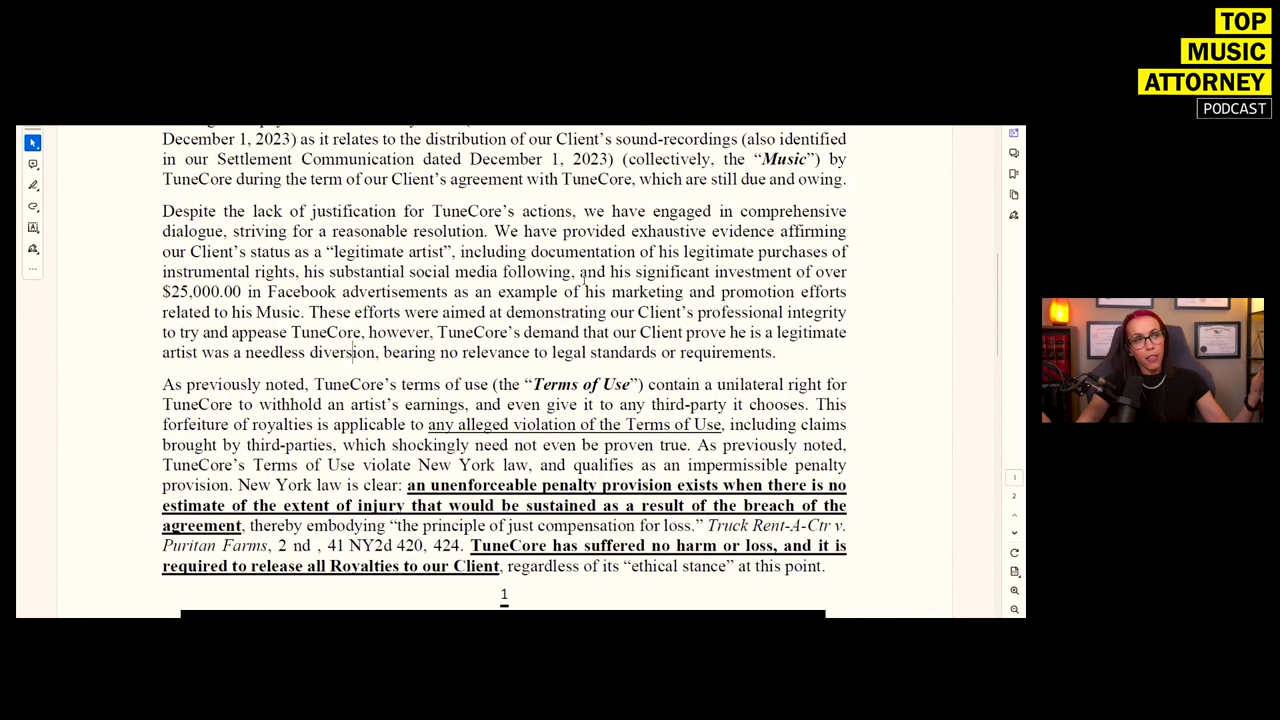 TOP
MUSIC
ATTORNEY
PODCAST
December 1, 2023) as it relates to the distribution of our Client's sound-recordings (also identified
in our Settlement Communication dated December 1, 2023) (collectively, the “Music”) by
TuneCore during the term of our Client's agreement with TuneCore, which are still due and owing.
Despite the lack of justification for TuneCore's actions, we have engaged in comprehensive
dialogue, striving for a reasonable resolution. We have provided exhaustive evidence affirming
our Client's status as a “legitimate artist”, including documentation of his legitimate purchases of
instrumental rights, his substantial social media following, and his significant investment of over
$25,000.00 in Facebook advertisements as an example of his marketing and promotion efforts
related to his Music. These efforts were aimed at demonstrating our Client's professional integrity
to try and appease TuneCore, however, TuneCore's demand that our Client prove he is a legitimate
artist was a needless diversion, bearing no relevance to legal standards or requirements.
As previously noted, TuneCore's terms of use (the “Terms of Use”) contain a unilateral right for
TuneCore to withhold an artist's earnings, and even give it to any third-party it chooses. This
forfeiture of royalties is applicable to any alleged violation of the Terms of Use, including claims
brought by third-parties, which shockingly need not even be proven true. As previously noted,
TuneCore's Terms of Use violate New York law, and qualifies as an impermissible penalty
provision. New York law is clear: an unenforceable penalty provision exists when there is no
estimate of the extent of injury that would be sustained as a result of the breach of the
agreement, thereby embodying “the principle of just compensation for loss.” Truck Rent-A-Ctr v.
Puritan Farms, 2 nd , 41 NY2d 420, 424. TuneCore has suffered no harm or loss, and it is
required to release all Royalties to our Client, regardless of its “ethical stance” at this point.
1
1
2